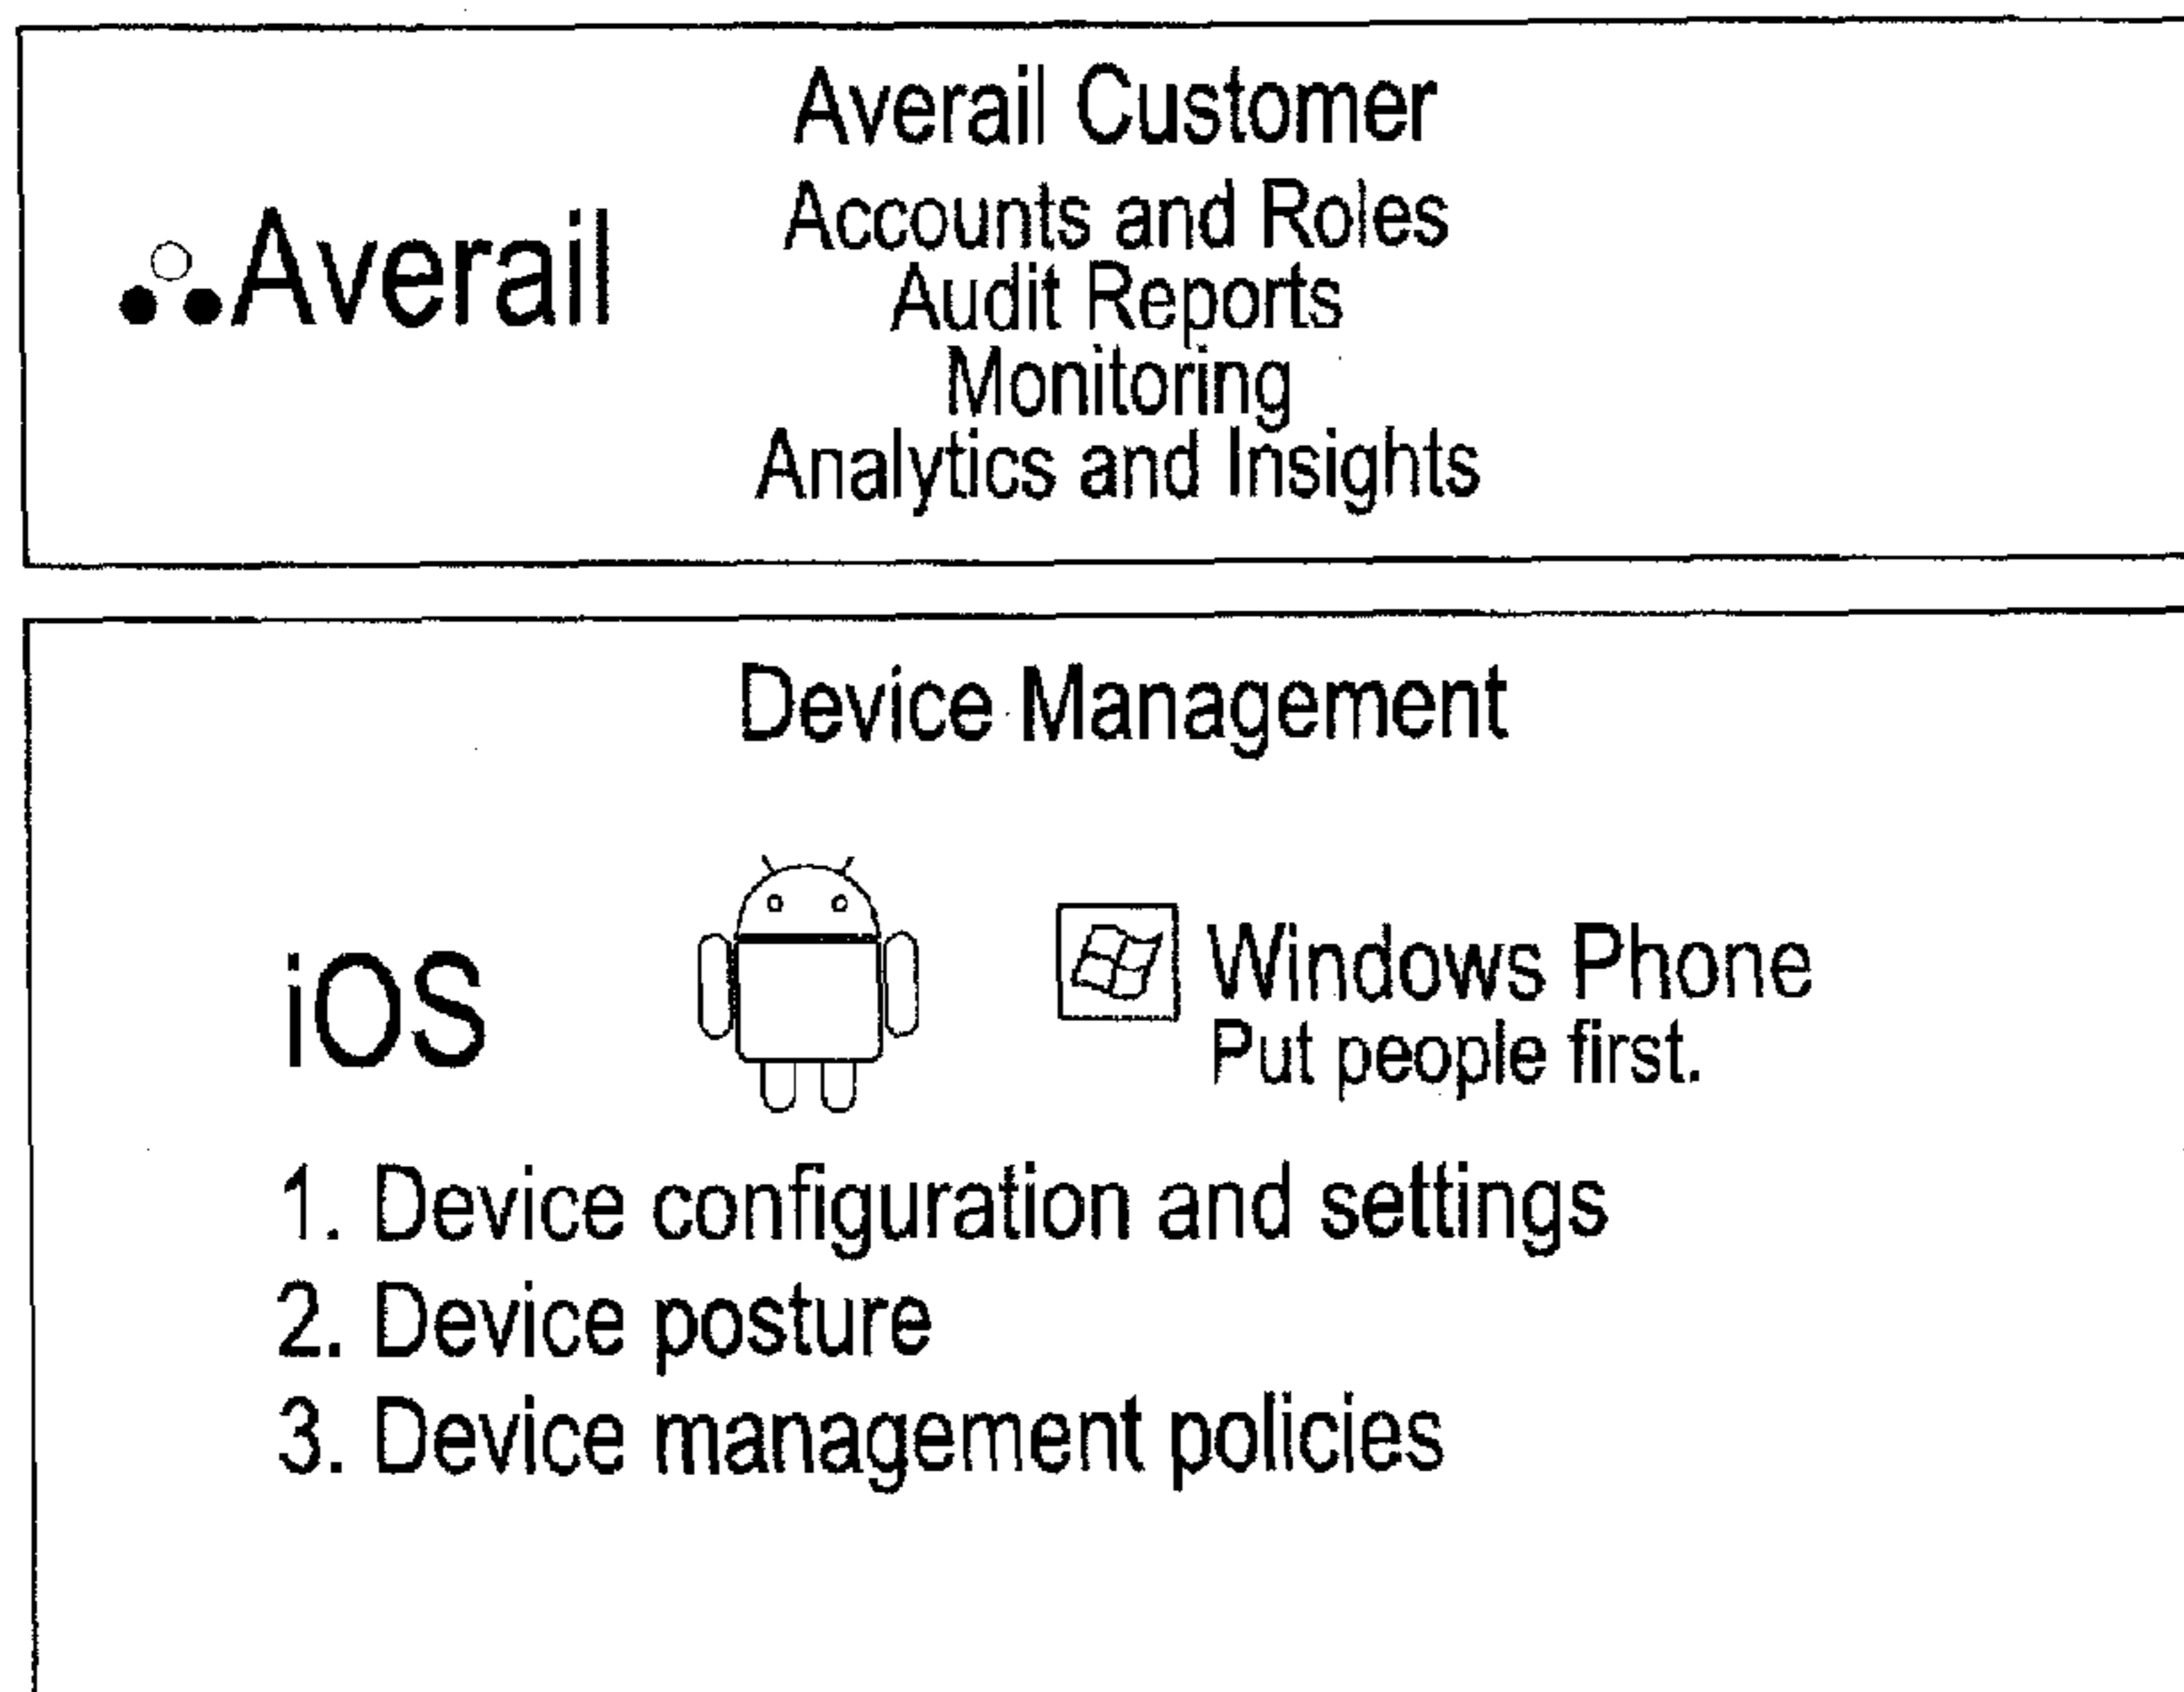 Averail Customer
Averail
Accounts and Roles
Audit Reports
Monitoring
Analytics and Insights
Device Management
iOS
Windows Phone
Put people first.
1. Device configuration and settings
2. Device posture
3. Device management policies